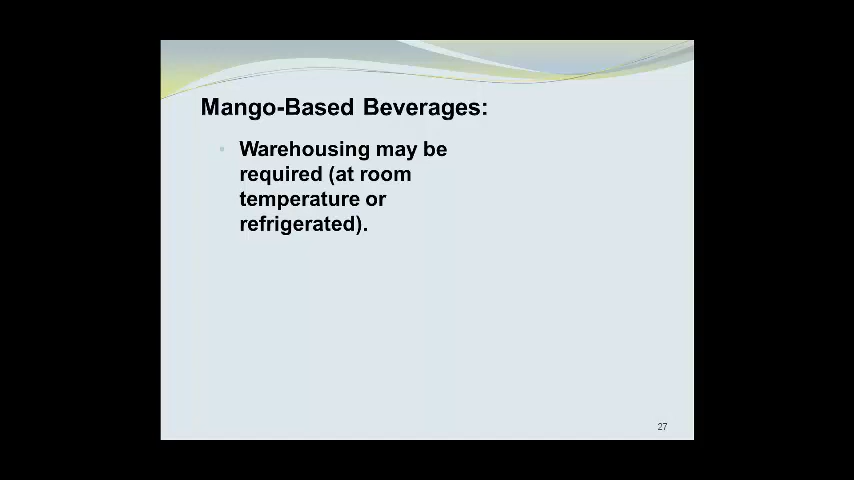 Mango-Based Beverages:
Warehousing may be
required (at room
temperature or
refrigerated).
27